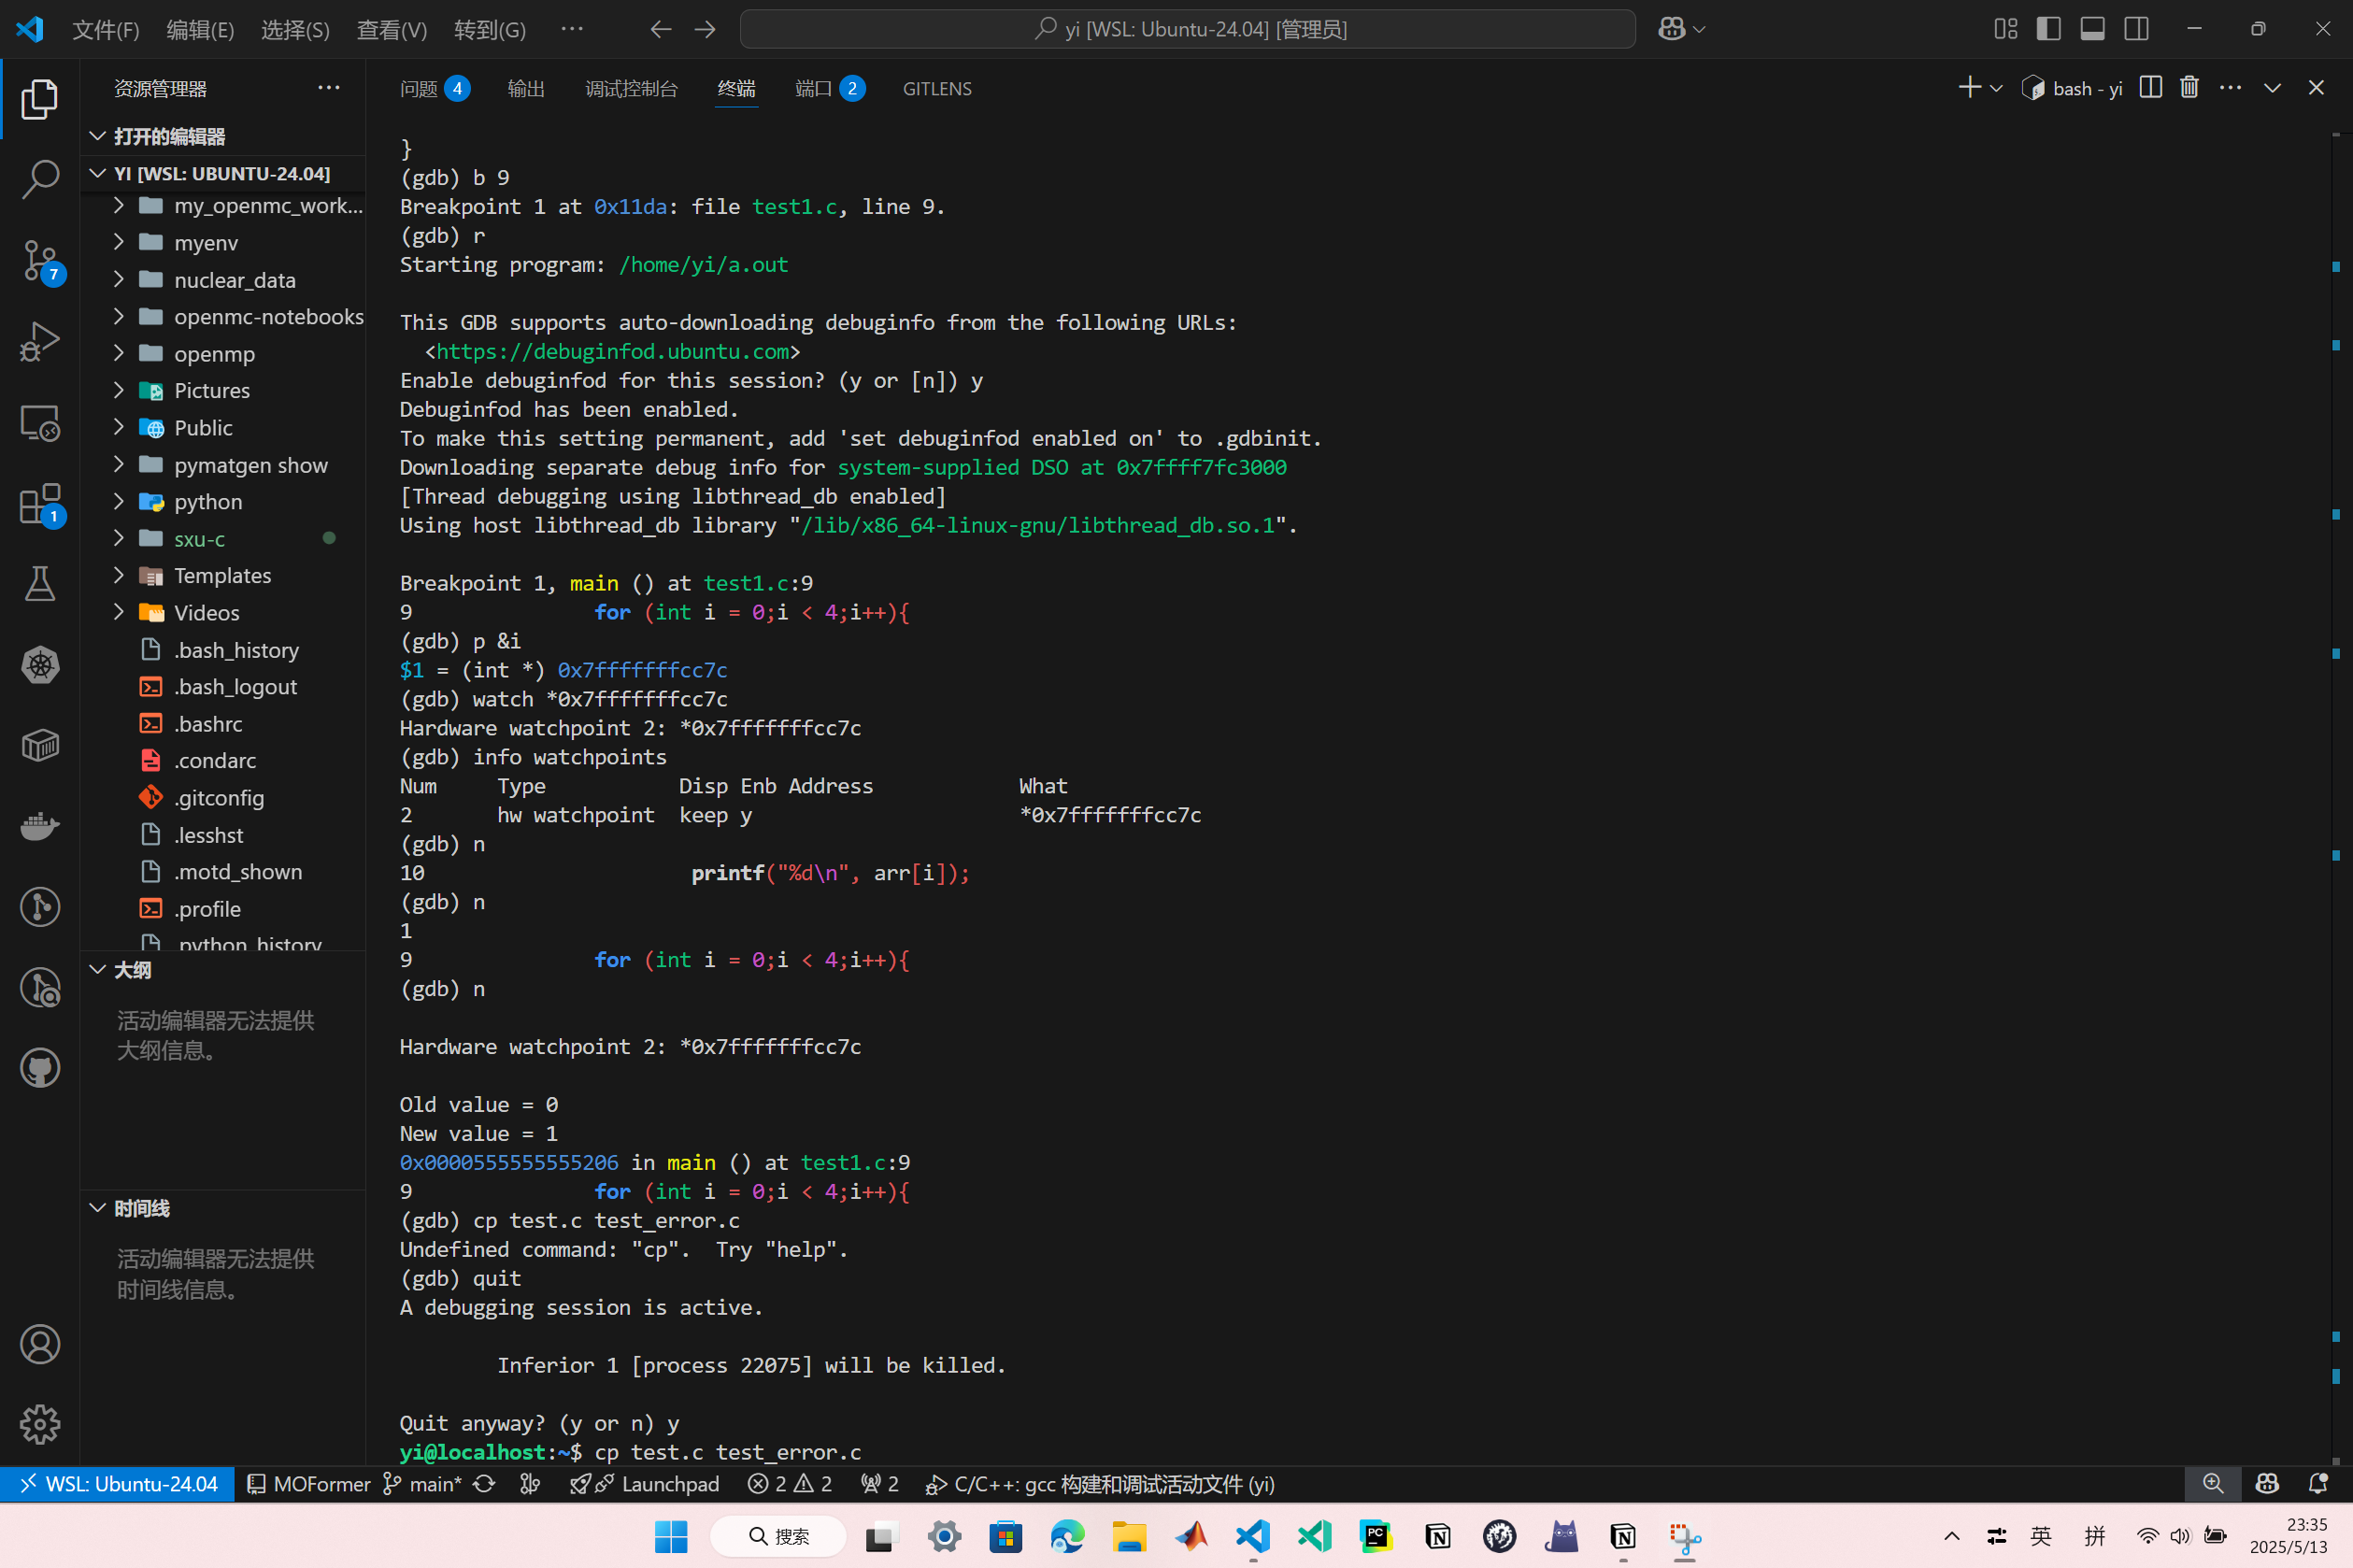 文件(F) 编辑(E) 选择(S) 查看(V) 转到(G) ··· yi [WSL: Ubuntu-24.04] [管理员]
资源管理器 ···
打开的编辑器
YI [WSL: UBUNTU-24.04]
my_openmc_work...
myenv
nuclear_data
openmc-notebooks
openmp
Pictures
Public
pymatgen show
python
sxu-c
Templates
Videos
.bash_history
.bash_logout
.bashrc
.condarc
.gitconfig
.lesshst
.motd_shown
.profile
.python_history
大纲
活动编辑器无法提供
大纲信息。
时间线
活动编辑器无法提供
时间线信息。
7
1
问题 4 输出 调试控制台 终端 端口 2 GITLENS bash - yi ···
}
(gdb) b 9
Breakpoint 1 at 0x11da: file test1.c, line 9.
(gdb) r
Starting program: /home/yi/a.out
This GDB supports auto-downloading debuginfo from the following URLs:
<https://debuginfod.ubuntu.com>
Enable debuginfod for this session? (y or [n]) y
Debuginfod has been enabled.
To make this setting permanent, add 'set debuginfod enabled on' to .gdbinit.
Downloading separate debug info for system-supplied DSO at 0x7ffff7fc3000
[Thread debugging using libthread_db enabled]
Using host libthread_db library "/lib/x86_64-linux-gnu/libthread_db.so.1".
Breakpoint 1, main () at test1.c:9
9 for (int i = 0;i < 4;i++){
(gdb) p &i
$1 = (int *) 0x7fffffffcc7c
(gdb) watch *0x7fffffffcc7c
Hardware watchpoint 2: *0x7fffffffcc7c
(gdb) info watchpoints
Num Type Disp Enb Address What
2 hw watchpoint keep y *0x7fffffffcc7c
(gdb) n
10 printf("%d\n", arr[i]);
(gdb) n
1
9 for (int i = 0;i < 4;i++){
(gdb) n
Hardware watchpoint 2: *0x7fffffffcc7c
Old value = 0
New value = 1
0x0000555555555206 in main () at test1.c:9
9 for (int i = 0;i < 4;i++){
(gdb) cp test.c test_error.c
Undefined command: "cp".  Try "help".
(gdb) quit
A debugging session is active.
Inferior 1 [process 22075] will be killed.
Quit anyway? (y or n) y
yi@localhost:~$ cp test.c test_error.c
WSL: Ubuntu-24.04 MOFormer main* Launchpad 2 2 2 C/C++: gcc 构建和调试活动文件 (yi)
搜索 PC 英 拼 23:35
2025/5/13